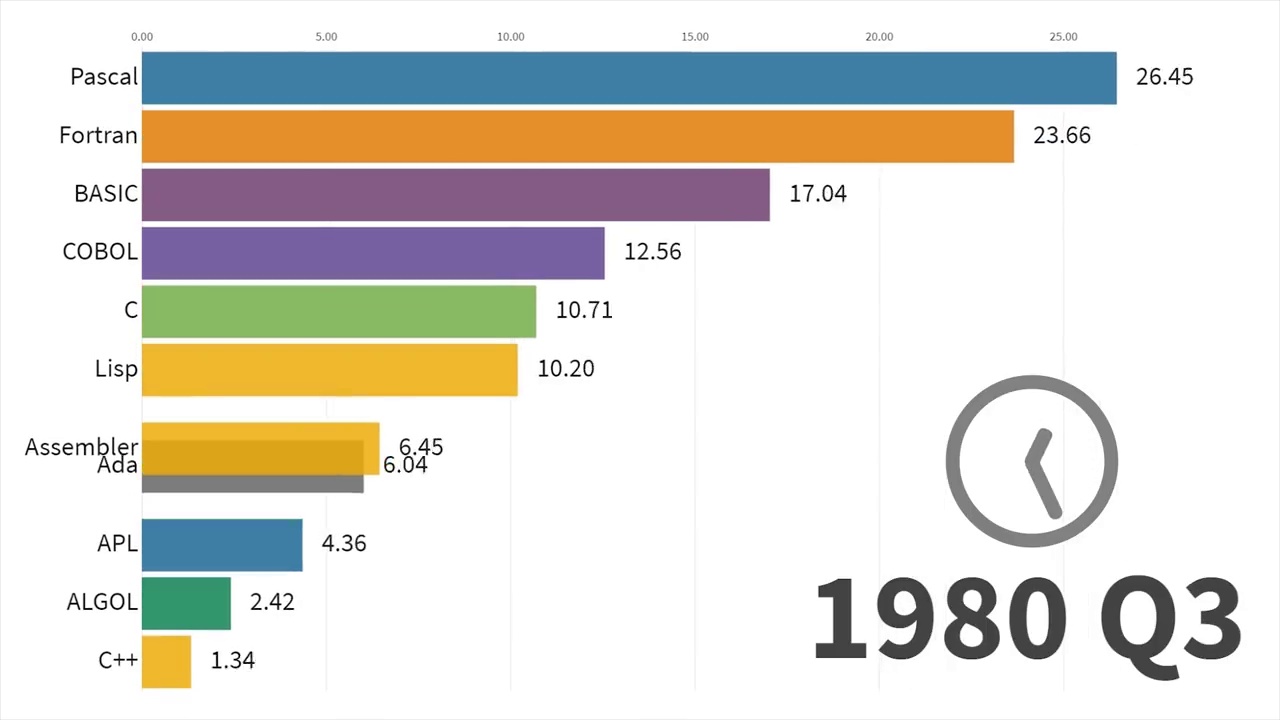 0.00 5.00 10.00 15.00 20.00 25.00
Pascal 26.45
Fortran 23.66
BASIC 17.04
COBOL 12.56
C 10.71
Lisp 10.20
Assembler 6.45
Ada 6.04
APL 4.36
ALGOL 2.42
C++ 1.34
1980 Q3